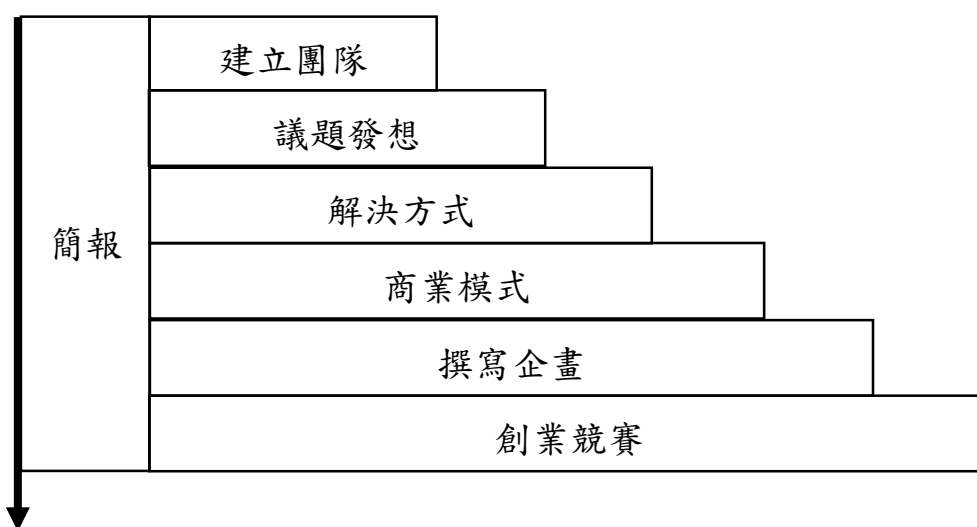 建立團隊
議題發想
解決方式
簡報
商業模式
撰寫企畫
創業競賽